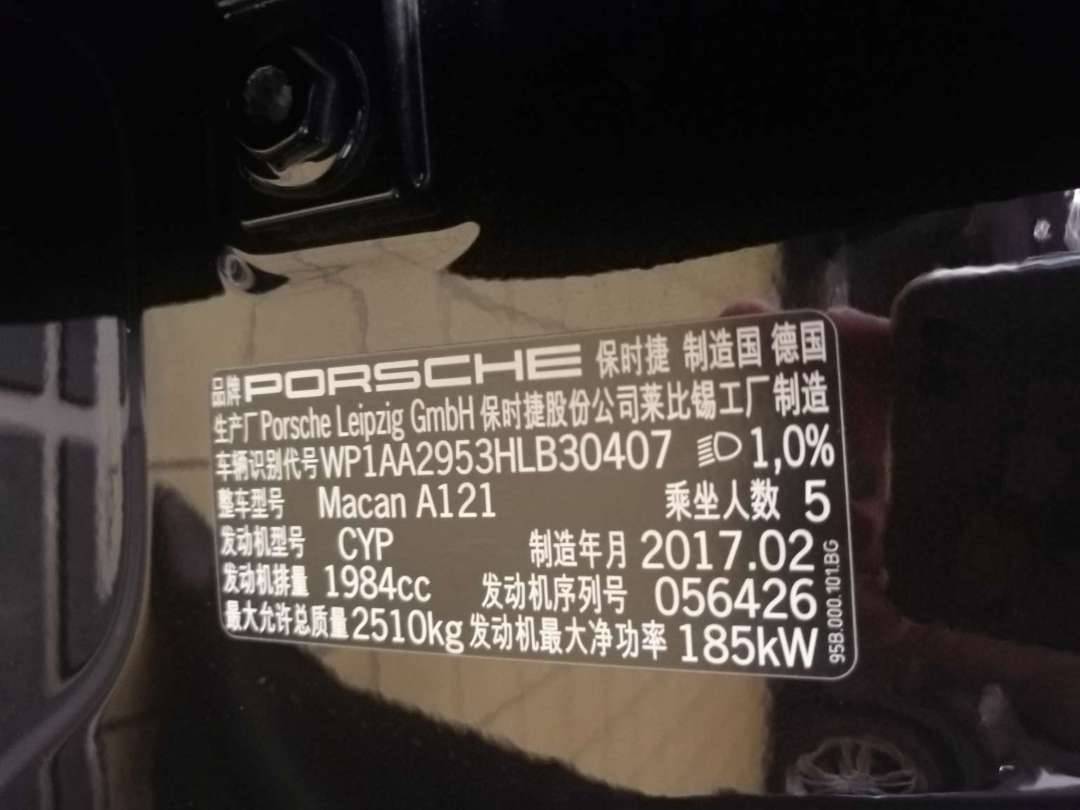 品牌 PORSCHE 保时捷 制造国 德国
生产厂 Porsche Leipzig GmbH 保时捷股份公司莱比锡工厂制造
车辆识别代号 WP1AA2953HLB30407 1,0%
整车型号 Macan A121 乘坐人数 5
发动机型号 CYP 制造年月 2017.02
发动机排量 1984cc 发动机序列号 056426
最大允许总质量 2510kg 发动机最大净功率 185kW
95B.000.101.BG